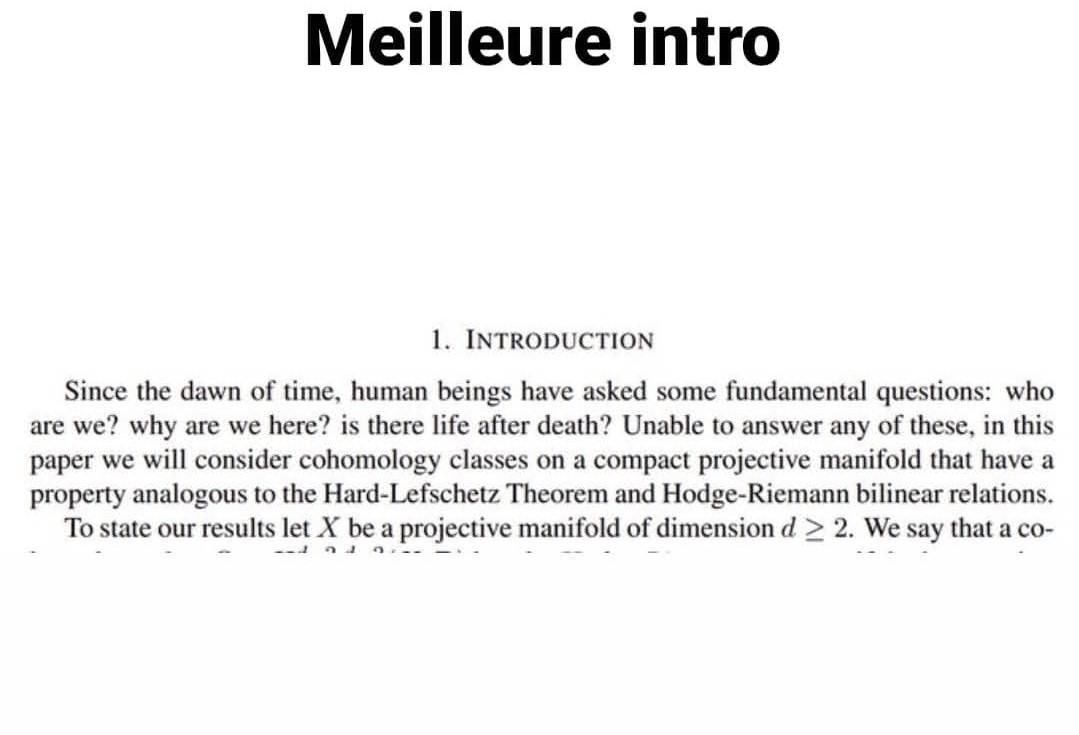 Meilleure intro
1. INTRODUCTION
Since the dawn of time, human beings have asked some fundamental questions: who
are we? why are we here? is there life after death? Unable to answer any of these, in this
paper we will consider cohomology classes on a compact projective manifold that have a
property analogous to the Hard-Lefschetz Theorem and Hodge-Riemann bilinear relations.
To state our results let X be a projective manifold of dimension d ≥ 2. We say that a co-